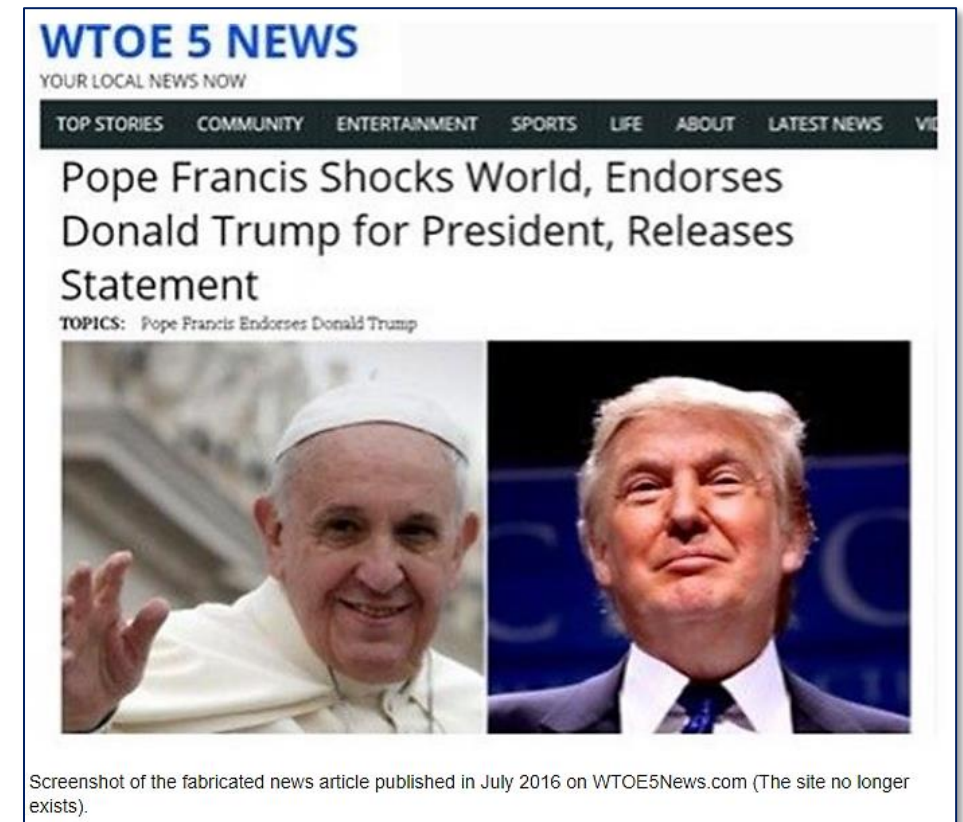 WTOE 5 NEWS
YOUR LOCAL NEWS NOW
TOP STORIES COMMUNITY ENTERTAINMENT SPORTS LIFE ABOUT LATEST NEWS
Pope Francis Shocks World, Endorses
Donald Trump for President, Releases
Statement
TOPICS: Pope Francis Endorses Donald Trump
Screenshot of the fabricated news article published in July 2016 on WTOE5News.com (The site no longer
exists).